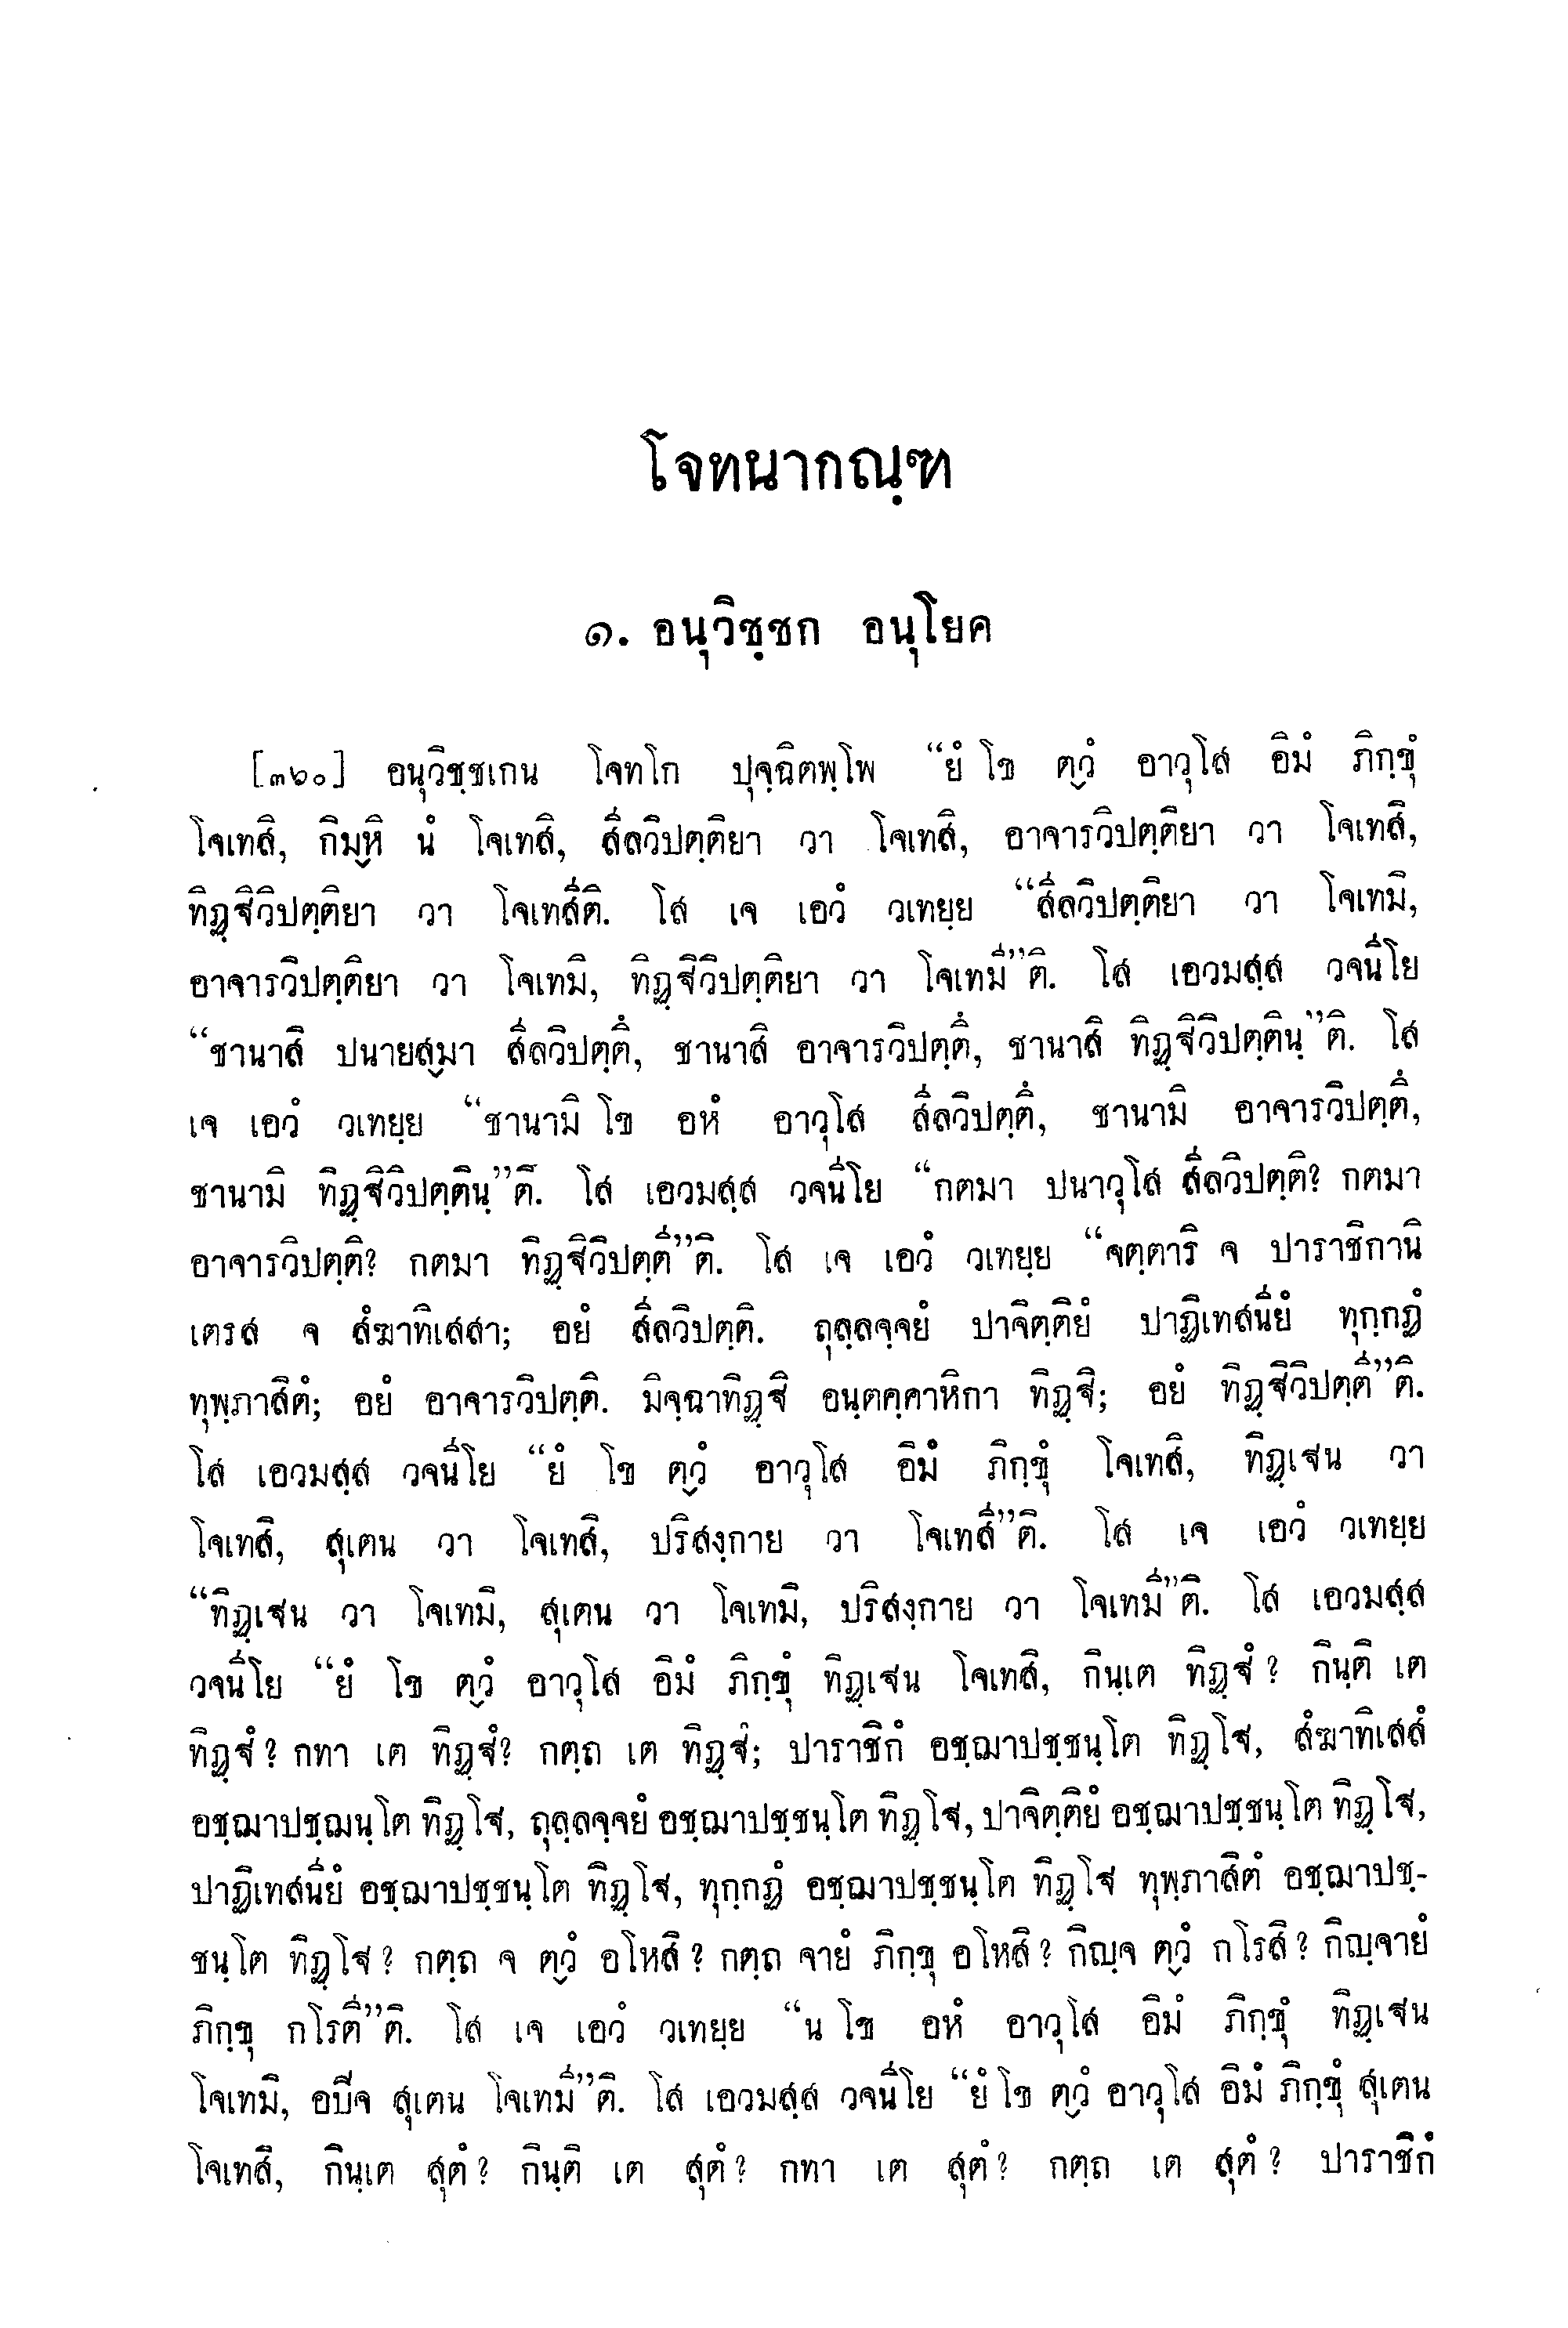 โจทนากณฺฑ
๑. อนุวิชฺชก อนุโยค
[๓๖๐] อนุวิชฺชเกน โจทโก ปุจฺฉิตพฺโพ “ยํ โข ตฺวํ อาวุโส อิมํ ภิกฺขุํ
โจเทสิ, กิมฺหิ นํ โจเทสิ, สีลวิปตฺติยา วา โจเทสิ, อาจารวิปตฺติยา วา โจเทสิ,
ทิฏฺฐิวิปตฺติยา วา โจเทสีติ. โส เจ เอวํ วเทยฺย “สีลวิปตฺติยา วา โจเทมิ,
อาจารวิปตฺติยา วา โจเทมิ, ทิฏฺฐิวิปตฺติยา วา โจเทมี”ติ. โส เอวมสฺส วจนีโย
“ชานาสิ ปนายสฺมา สีลวิปตฺตึ, ชานาสิ อาจารวิปตฺตึ, ชานาสิ ทิฏฺฐิวิปตฺตินฺ”ติ. โส
เจ เอวํ วเทยฺย “ชานามิ โข อหํ อาวุโส สีลวิปตฺตึ, ชานามิ อาจารวิปตฺตึ,
ชานามิ ทิฏฺฐิวิปตฺตินฺ”ติ. โส เอวมสฺส วจนีโย “กตมา ปนาวุโส สีลวิปตฺติ? กตมา
อาจารวิปตฺติ? กตมา ทิฏฺฐิวิปตฺตี”ติ. โส เจ เอวํ วเทยฺย “จตฺตาริ จ ปาราชิกานิ
เตรส จ สํฆาทิเสสา; อยํ สีลวิปตฺติ. ถุลฺลจฺจยํ ปาจิตฺติยํ ปาฏิเทสนียํ ทุกฺกฏํ
ทุพฺภาสิตํ; อยํ อาจารวิปตฺติ. มิจฺฉาทิฏฺฐิ อนฺตคฺคาหิกา ทิฏฺฐิ; อยํ ทิฏฺฐิวิปตฺตี”ติ.
โส เอวมสฺส วจนีโย “ยํ โข ตฺวํ อาวุโส อิมํ ภิกฺขุํ โจเทสิ, ทิฏฺเฐน วา
โจเทสิ, สุเตน วา โจเทสิ, ปริสงฺกาย วา โจเทสี”ติ. โส เจ เอวํ วเทยฺย
“ทิฏฺเฐน วา โจเทมิ, สุเตน วา โจเทมิ, ปริสงฺกาย วา โจเทมี”ติ. โส เอวมสฺส
วจนีโย “ยํ โข ตฺวํ อาวุโส อิมํ ภิกฺขุํ ทิฏฺเฐน โจเทสิ, กินฺเต ทิฏฺฐํ? กินฺติ เต
ทิฏฺฐํ? กทา เต ทิฏฺฐํ? กตฺถ เต ทิฏฺฐํ; ปาราชิกํ อชฺฌาปชฺชนฺโต ทิฏฺโฐ, สํฆาทิเสสํ
อชฺฌาปชฺฌนฺโต ทิฏฺโฐ, ถุลฺลจฺจยํ อชฺฌาปชฺชนฺโต ทิฏฺโฐ, ปาจิตฺติยํ อชฺฌาปชฺชนฺโต ทิฏฺโฐ,
ปาฏิเทสนียํ อชฺฌาปชฺชนฺโต ทิฏฺโฐ, ทุกฺกฏํ อชฺฌาปชฺชนฺโต ทิฏฺโฐ ทุพฺภาสิตํ อชฺฌาปชฺ-
ชนฺโต ทิฏฺโฐ? กตฺถ จ ตฺวํ อโหสิ? กตฺถ จายํ ภิกฺขุ อโหสิ? กิญฺจ ตฺวํ กโรสิ? กิญฺจายํ
ภิกฺขุ กโรตี”ติ. โส เจ เอวํ วเทยฺย “น โข อหํ อาวุโส อิมํ ภิกฺขุํ ทิฏฺเฐน
โจเทมิ, อปิจ สุเตน โจเทมี”ติ. โส เอวมสฺส วจนีโย “ยํ โข ตฺวํ อาวุโส อิมํ ภิกฺขุํ สุเตน
โจเทสิ, กินฺเต สุตํ? กินฺติ เต สุตํ? กทา เต สุตํ? กตฺถ เต สุตํ? ปาราชิกํ